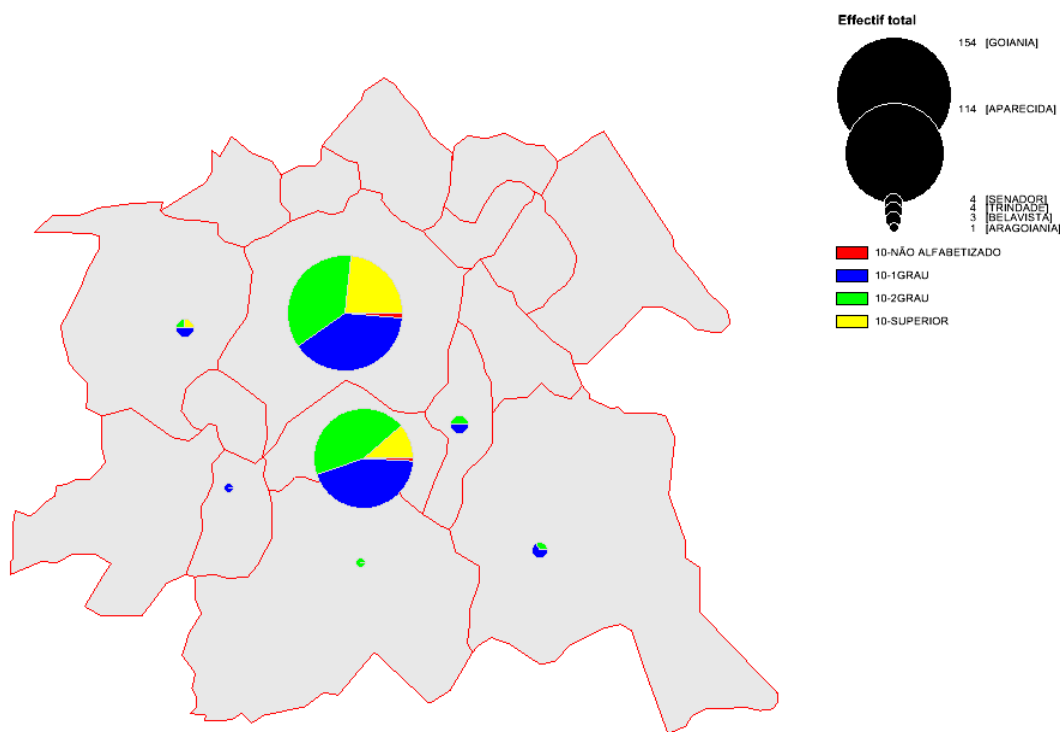 Effectif total
154 [GOIANIA]
114 [APARECIDA]
4 [SENADOR]
4 [TRINDADE]
3 [BELAVISTA]
1 [ARAGOIANIA]
10-NÃO ALFABETIZADO
10-1GRAU
10-2GRAU
10-SUPERIOR